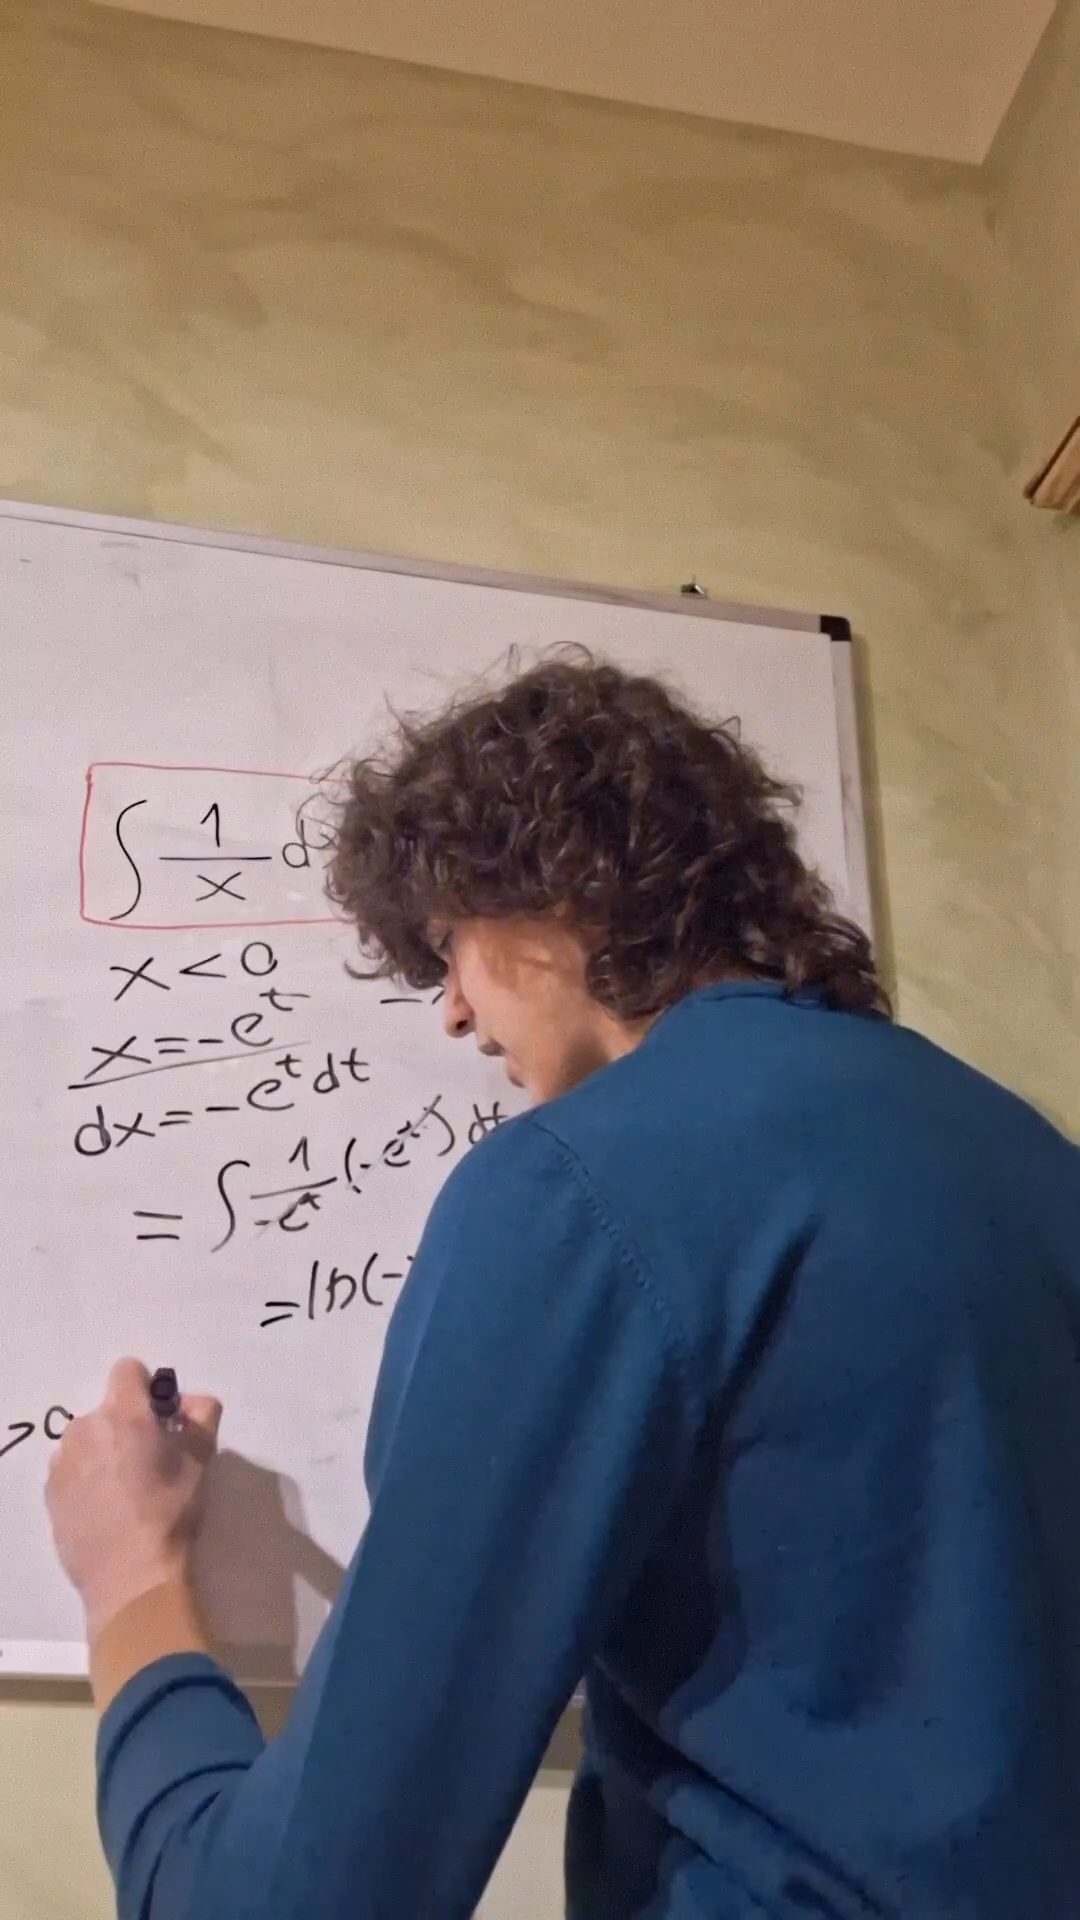 ∫ 1/x d
x < 0
x = -e^t
dx = -e^t dt
= ∫ 1/-e^t (-e^t) dt
= ln(-
> 0